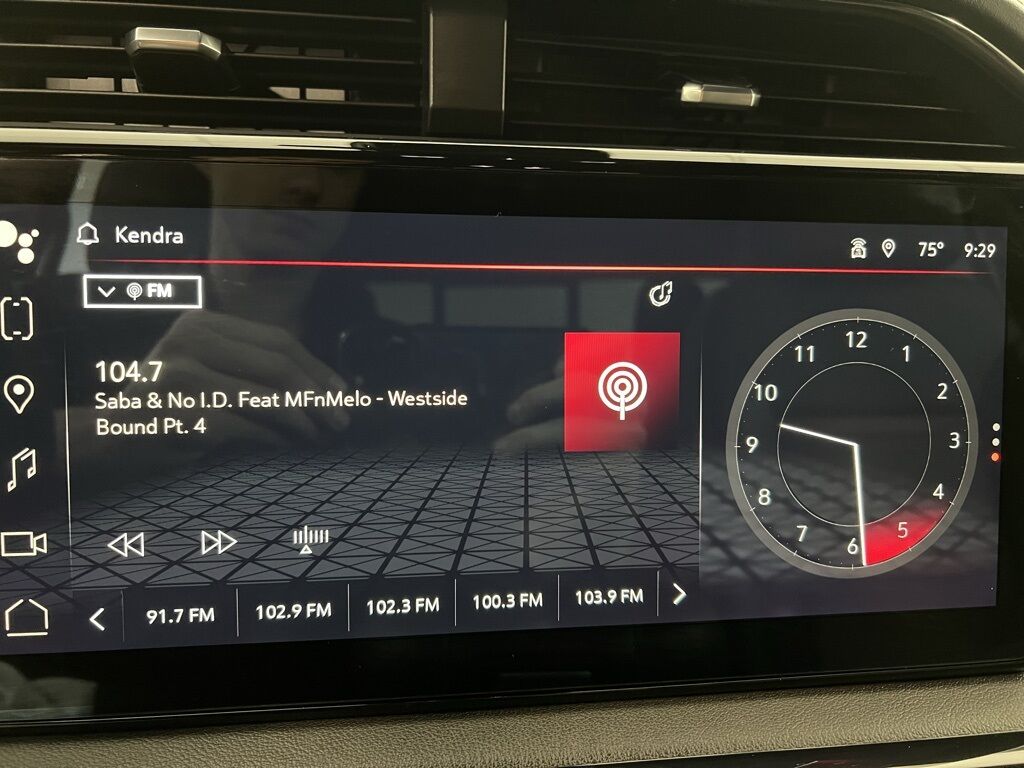 Kendra
75° 9:29
FM
104.7
Saba & No I.D. Feat MFnMelo - Westside
Bound Pt. 4
12
1
2
3
4
5
6
7
8
9
10
11
91.7 FM 102.9 FM 102.3 FM 100.3 FM 103.9 FM